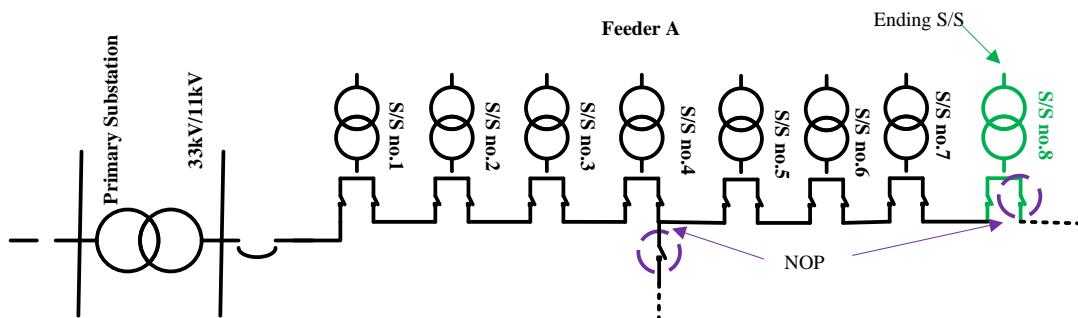 Feeder A
Ending S/S
Primary Substation
33kV/11kV
S/S no.1
S/S no.2
S/S no.3
S/S no.4
S/S no.5
S/S no.6
S/S no.7
S/S no.8
NOP